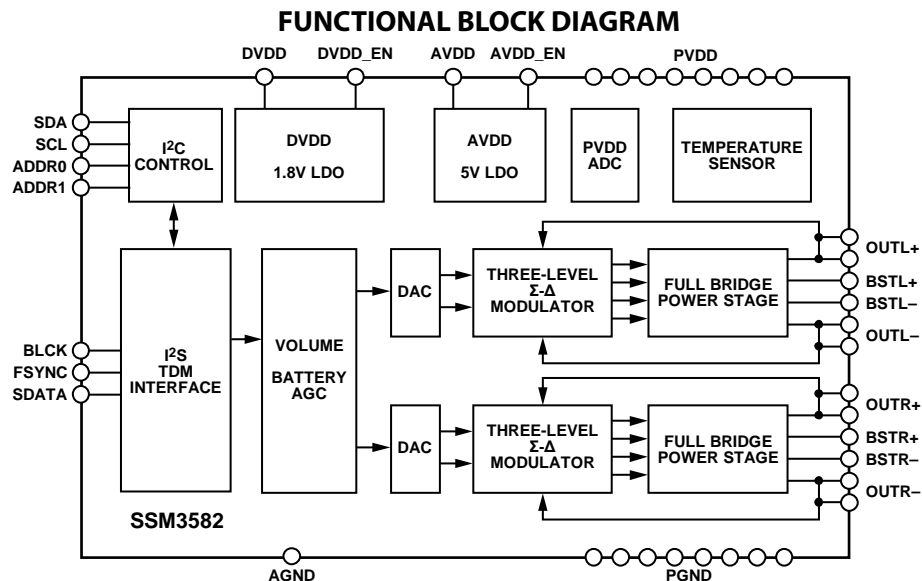 FUNCTIONAL BLOCK DIAGRAM
DVDD
DVDD_EN
AVDD
AVDD_EN
PVDD
SDA
SCL
ADDR0
ADDR1
I²C
CONTROL
DVDD
1.8V LDO
AVDD
5V LDO
PVDD
ADC
TEMPERATURE
SENSOR
BLCK
FSYNC
SDATA
I²S
TDM
INTERFACE
VOLUME
BATTERY
AGC
DAC
THREE-LEVEL
Σ-Δ
MODULATOR
FULL BRIDGE
POWER STAGE
OUTL+
BSTL+
BSTL–
OUTL–
DAC
THREE-LEVEL
Σ-Δ
MODULATOR
FULL BRIDGE
POWER STAGE
OUTR+
BSTR+
BSTR–
OUTR–
SSM3582
AGND
PGND